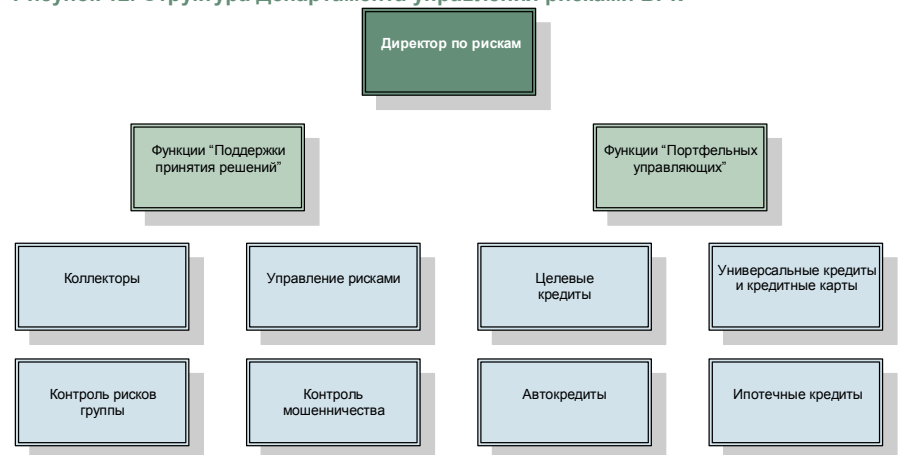 Директор по рискам
Функции “Поддержки
принятия решений”
Функции “Портфельных
управляющих”
Коллекторы
Управление рисками
Целевые
кредиты
Универсальные кредиты
и кредитные карты
Контроль рисков
группы
Контроль
мошенничества
Автокредиты
Ипотечные кредиты